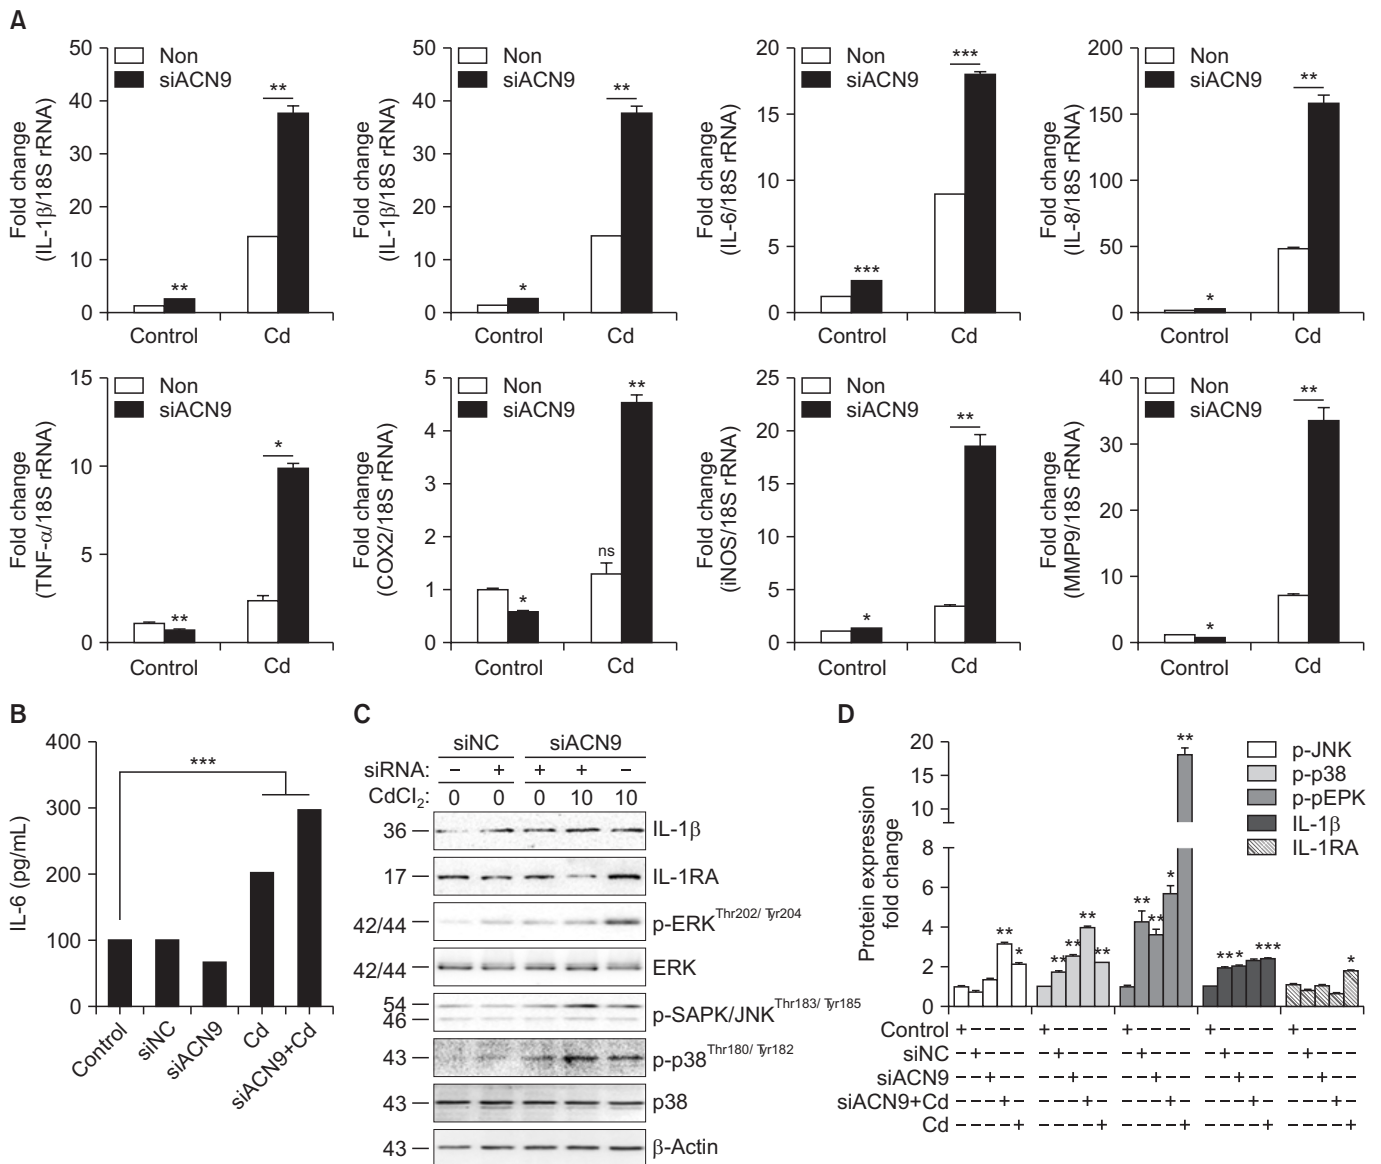 A
Fold change
(IL-1β/18S rRNA)
50
40
30
20
10
0
Non
siACN9
**
**
Control
Cd
Fold change
(IL-1β/18S rRNA)
50
40
30
20
10
0
Non
siACN9
*
**
Control
Cd
Fold change
(IL-6/18S rRNA)
20
15
10
5
0
Non
siACN9
***
***
Control
Cd
Fold change
(IL-8/18S rRNA)
200
150
100
50
0
Non
siACN9
*
**
Control
Cd
Fold change
(TNF-α/18S rRNA)
15
10
5
0
Non
siACN9
**
*
Control
Cd
Fold change
(COX2/18S rRNA)
5
4
3
2
1
0
Non
siACN9
*
ns
**
Control
Cd
Fold change
(iNOS/18S rRNA)
25
20
15
10
5
0
Non
siACN9
*
**
Control
Cd
Fold change
(MMP9/18S rRNA)
40
30
20
10
0
Non
siACN9
*
**
Control
Cd
B
IL-6 (pg/mL)
400
300
200
100
0
***
Control
siNC
siACN9
Cd
siACN9+Cd
C
siNC siACN9
siRNA: − + + + −
CdCl₂: 0 0 0 10 10
36 IL-1β
17 IL-1RA
42/44 p-ERK Thr202/ Tyr204
42/44 ERK
54
46 p-SAPK/JNK Thr183/ Tyr185
43 p-p38 Thr180/ Tyr182
43 p38
43 β-Actin
D
Protein expression
fold change
20
15
10
8
6
4
2
0
** *
** ** ** **
** ** * **
*** ***
*
p-JNK
p-p38
p-pEPK
IL-1β
IL-1RA
Control + − − − − + − − − − + − − − − + − − − − + − − − −
siNC − + − − − − + − − − − + − − − − + − − − − + − − −
siACN9 − − + − − − − + − − − − + − − − − + − − − − + − −
siACN9+Cd − − − + − − − − + − − − − + − − − − + − − − − + −
Cd − − − − + − − − − + − − − − + − − − − + − − − − +